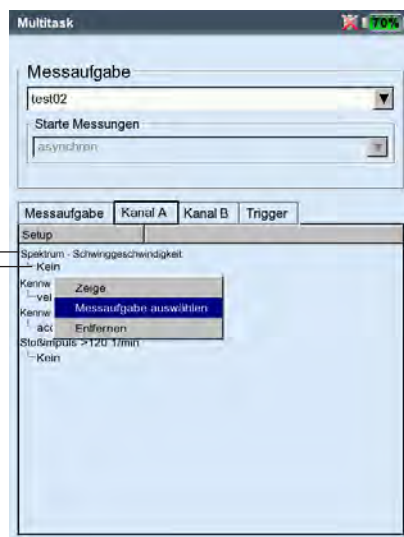 Multitask
70%
Messaufgabe
test02
Starte Messungen
asynchron
Messaufgabe Kanal A Kanal B Trigger
Setup
Spektrum - Schwinggeschwindigkeit
Kein
Kennw
vel
Zeige
Messaufgabe auswählen
Entfernen
Kennw
acc
Stoßimpuls >120 1/min
Kein